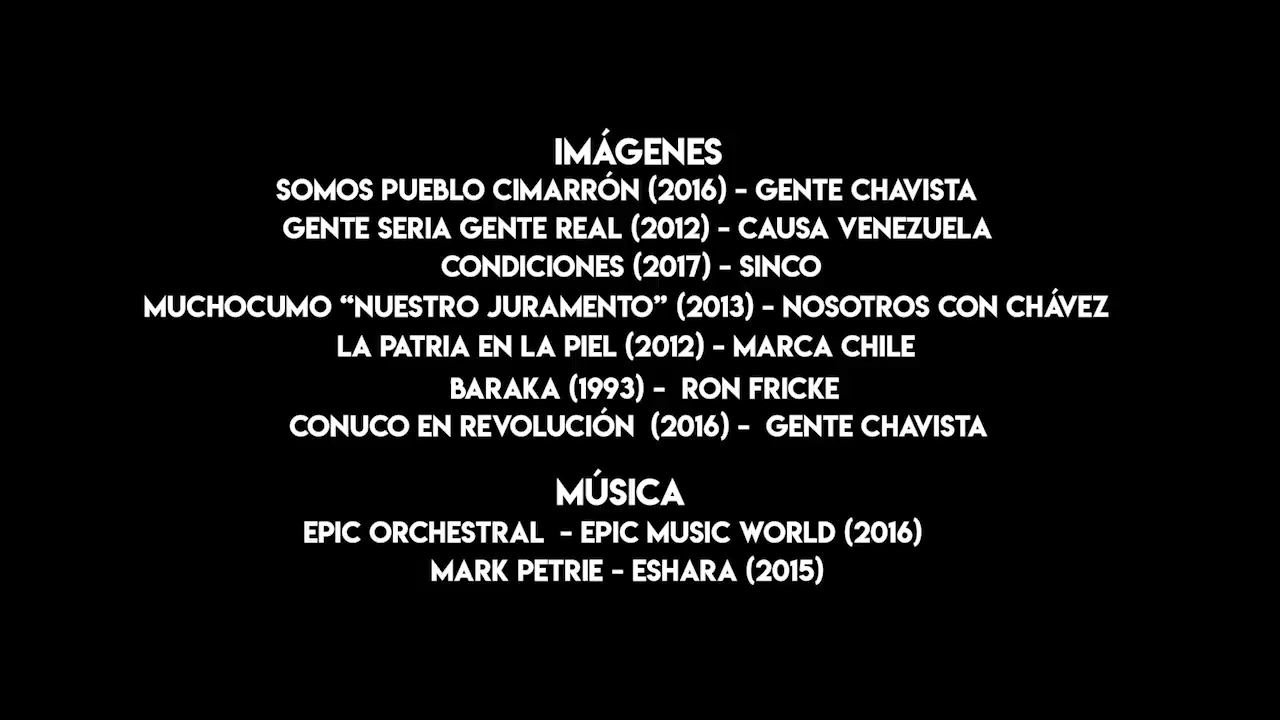 IMÁGENES
SOMOS PUEBLO CIMARRÓN (2016) - GENTE CHAVISTA
GENTE SERIA GENTE REAL (2012) - CAUSA VENEZUELA
CONDICIONES (2017) - SINCO
MUCHOCUMO “NUESTRO JURAMENTO” (2013) - NOSOTROS CON CHÁVEZ
LA PATRIA EN LA PIEL (2012) - MARCA CHILE
BARAKA (1993) - RON FRICKE
CONUCO EN REVOLUCIÓN (2016) - GENTE CHAVISTA
MÚSICA
EPIC ORCHESTRAL - EPIC MUSIC WORLD (2016)
MARK PETRIE - ESHARA (2015)